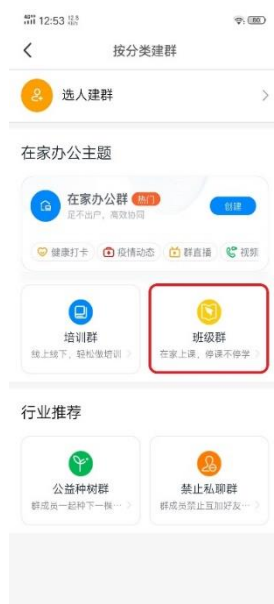 12:53
按分类建群
选人建群
在家办公主题
在家办公群 热门
足不出户，高效协同
创建
健康打卡 疫情动态 群直播 视频
培训群 班级群
线上线下，轻松做培训 在家上课，停课不停学
行业推荐
公益种树群 禁止私聊群
群成员一起种下一棵… 群成员禁止互加好友…